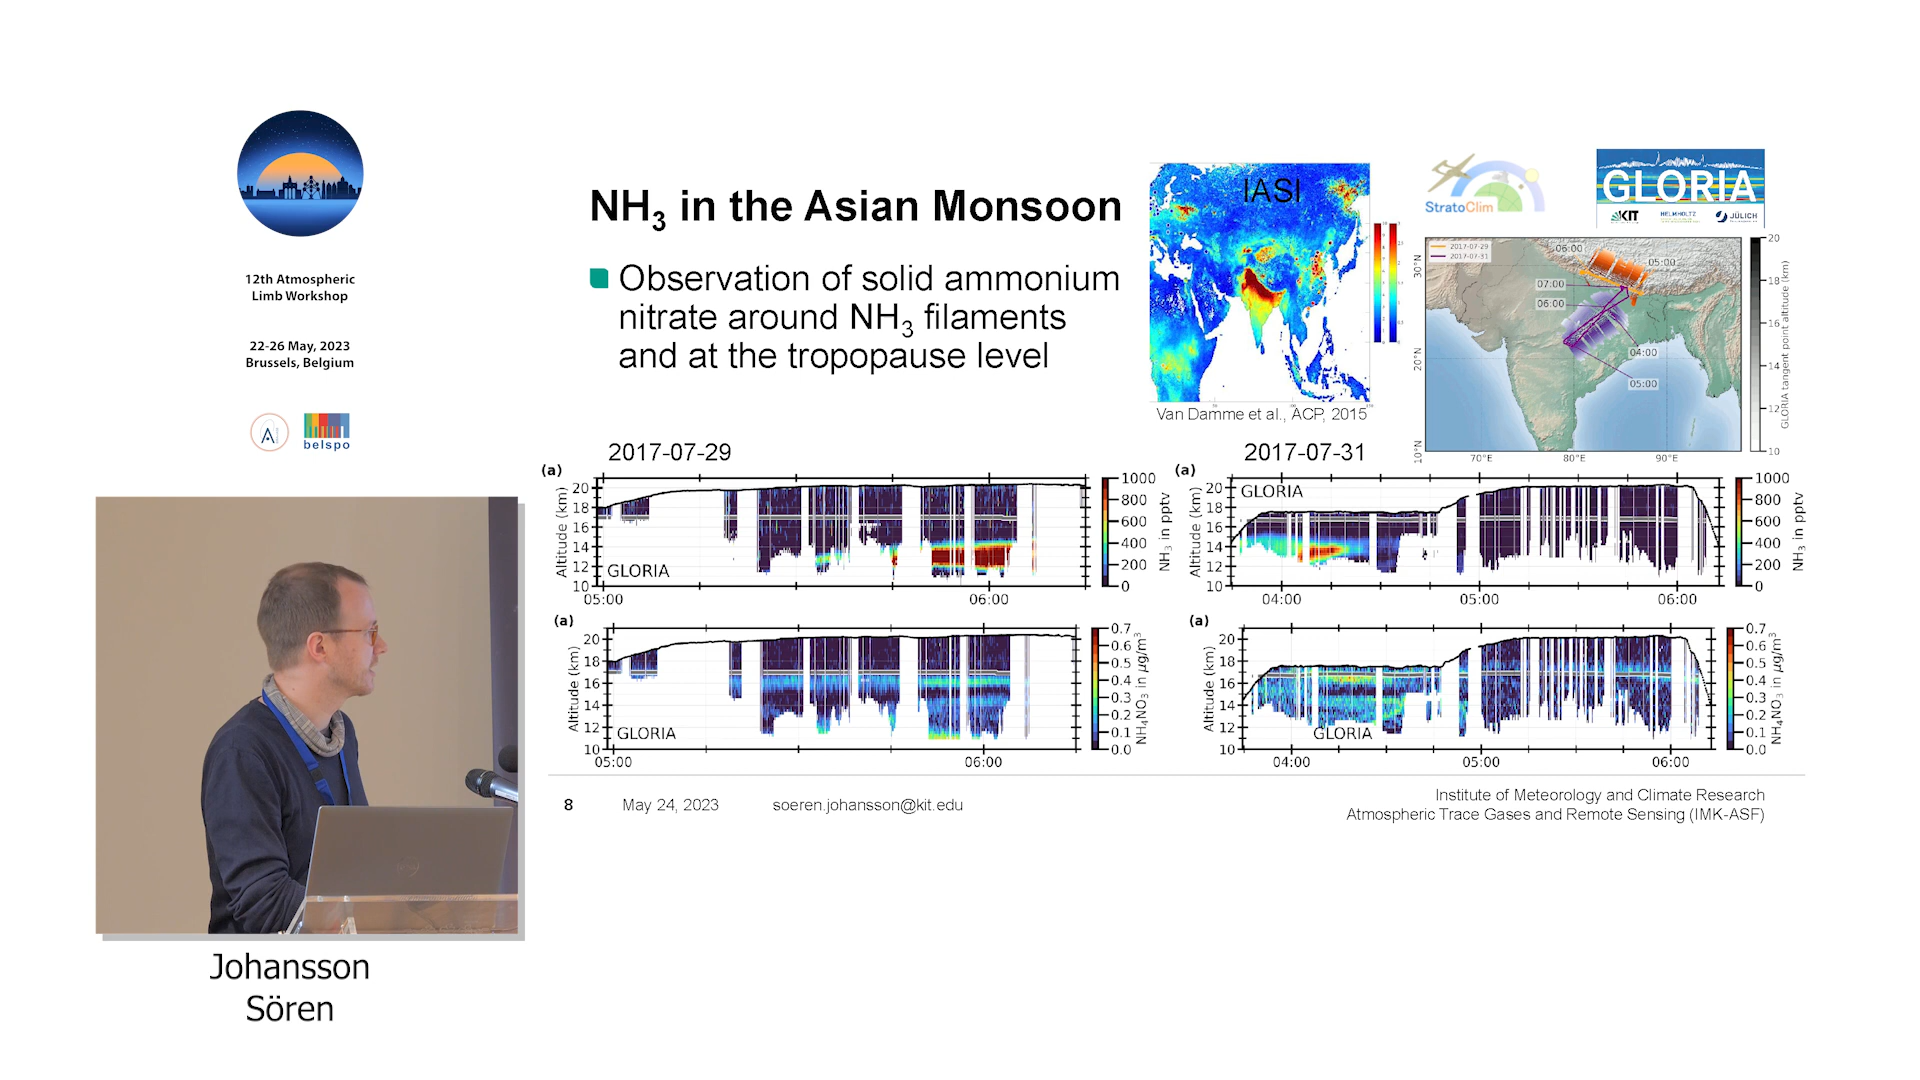 12th Atmospheric
Limb Workshop
22-26 May, 2023
Brussels, Belgium
belspo
Johansson
Sören
NH3 in the Asian Monsoon
Observation of solid ammonium
nitrate around NH3 filaments
and at the tropopause level
IASI
Van Damme et al., ACP, 2015
StratoClim
GLORIA
KIT
HELMHOLTZ
JÜLICH
2017-07-29
2017-07-31
06:00
05:00
07:00
06:00
04:00
05:00
30°N
20°N
10°N
70°E
80°E
90°E
20
18
16
14
12
10
GLORIA tangent point altitude (km)
2017-07-29
(a)
Altitude (km)
20
18
16
14
12
10
GLORIA
05:00
06:00
1000
800
600
400
200
0
NH3 in pptv
2017-07-31
(a)
Altitude (km)
20
18
16
14
12
10
GLORIA
04:00
05:00
06:00
1000
800
600
400
200
0
NH3 in pptv
(a)
Altitude (km)
20
18
16
14
12
10
GLORIA
05:00
06:00
0.7
0.6
0.5
0.4
0.3
0.2
0.1
0.0
NH4NO3 in µg/m3
(a)
Altitude (km)
20
18
16
14
12
10
GLORIA
04:00
05:00
06:00
0.7
0.6
0.5
0.4
0.3
0.2
0.1
0.0
NH4NO3 in µg/m3
8
May 24, 2023
soeren.johansson@kit.edu
Institute of Meteorology and Climate Research
Atmospheric Trace Gases and Remote Sensing (IMK-ASF)